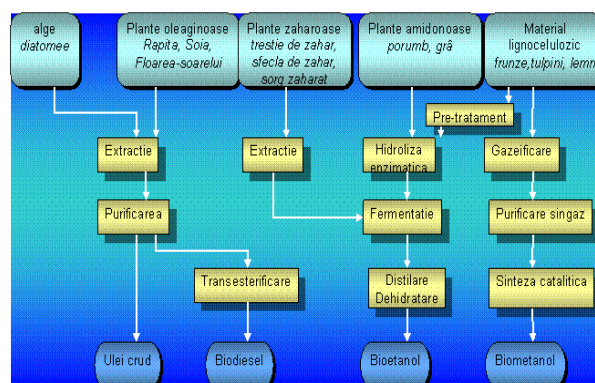 alge
diatomee
Plante oleaginoase
Rapita, Soia,
Floarea-soarelui
Plante zaharoase
trestie de zahar,
sfecla de zahar,
sorg zaharat
Plante amidonoase
porumb, grâ
Material
lignocelulozic
frunze,tulpini, lemn
Pre-tratament
Extractie
Extractie
Hidroliza
enzimatica
Gazeificare
Purificarea
Fermentatie
Purificare singaz
Transesterificare
Distilare
Dehidratare
Sinteza catalitica
Ulei crud
Biodiesel
Bioetanol
Biometanol